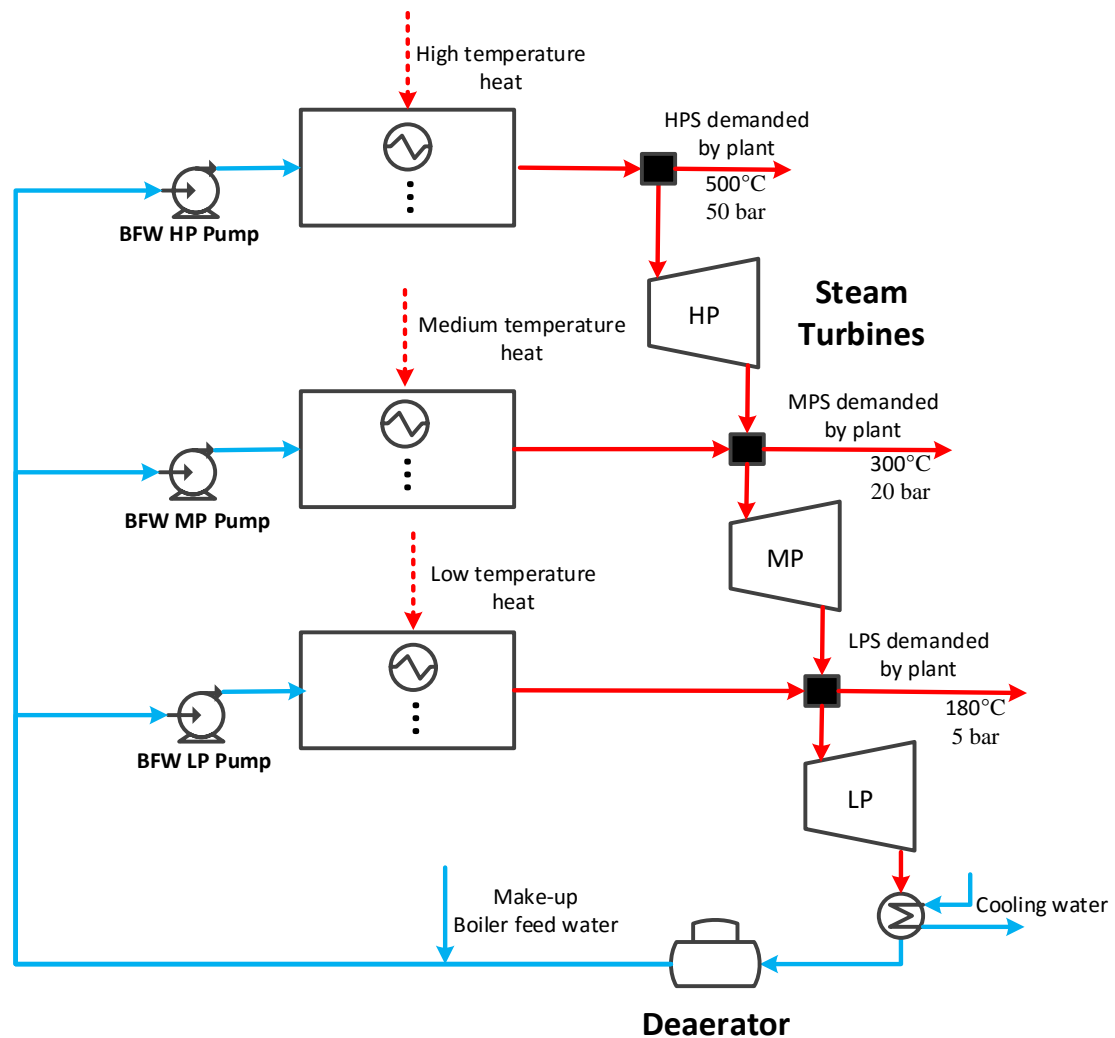 High temperature
heat
HPS demanded
by plant
500°C
50 bar
BFW HP Pump
HP
Steam
Turbines
Medium temperature
heat
MPS demanded
by plant
300°C
20 bar
BFW MP Pump
MP
Low temperature
heat
LPS demanded
by plant
180°C
5 bar
BFW LP Pump
LP
Make-up
Boiler feed water
Cooling water
Deaerator